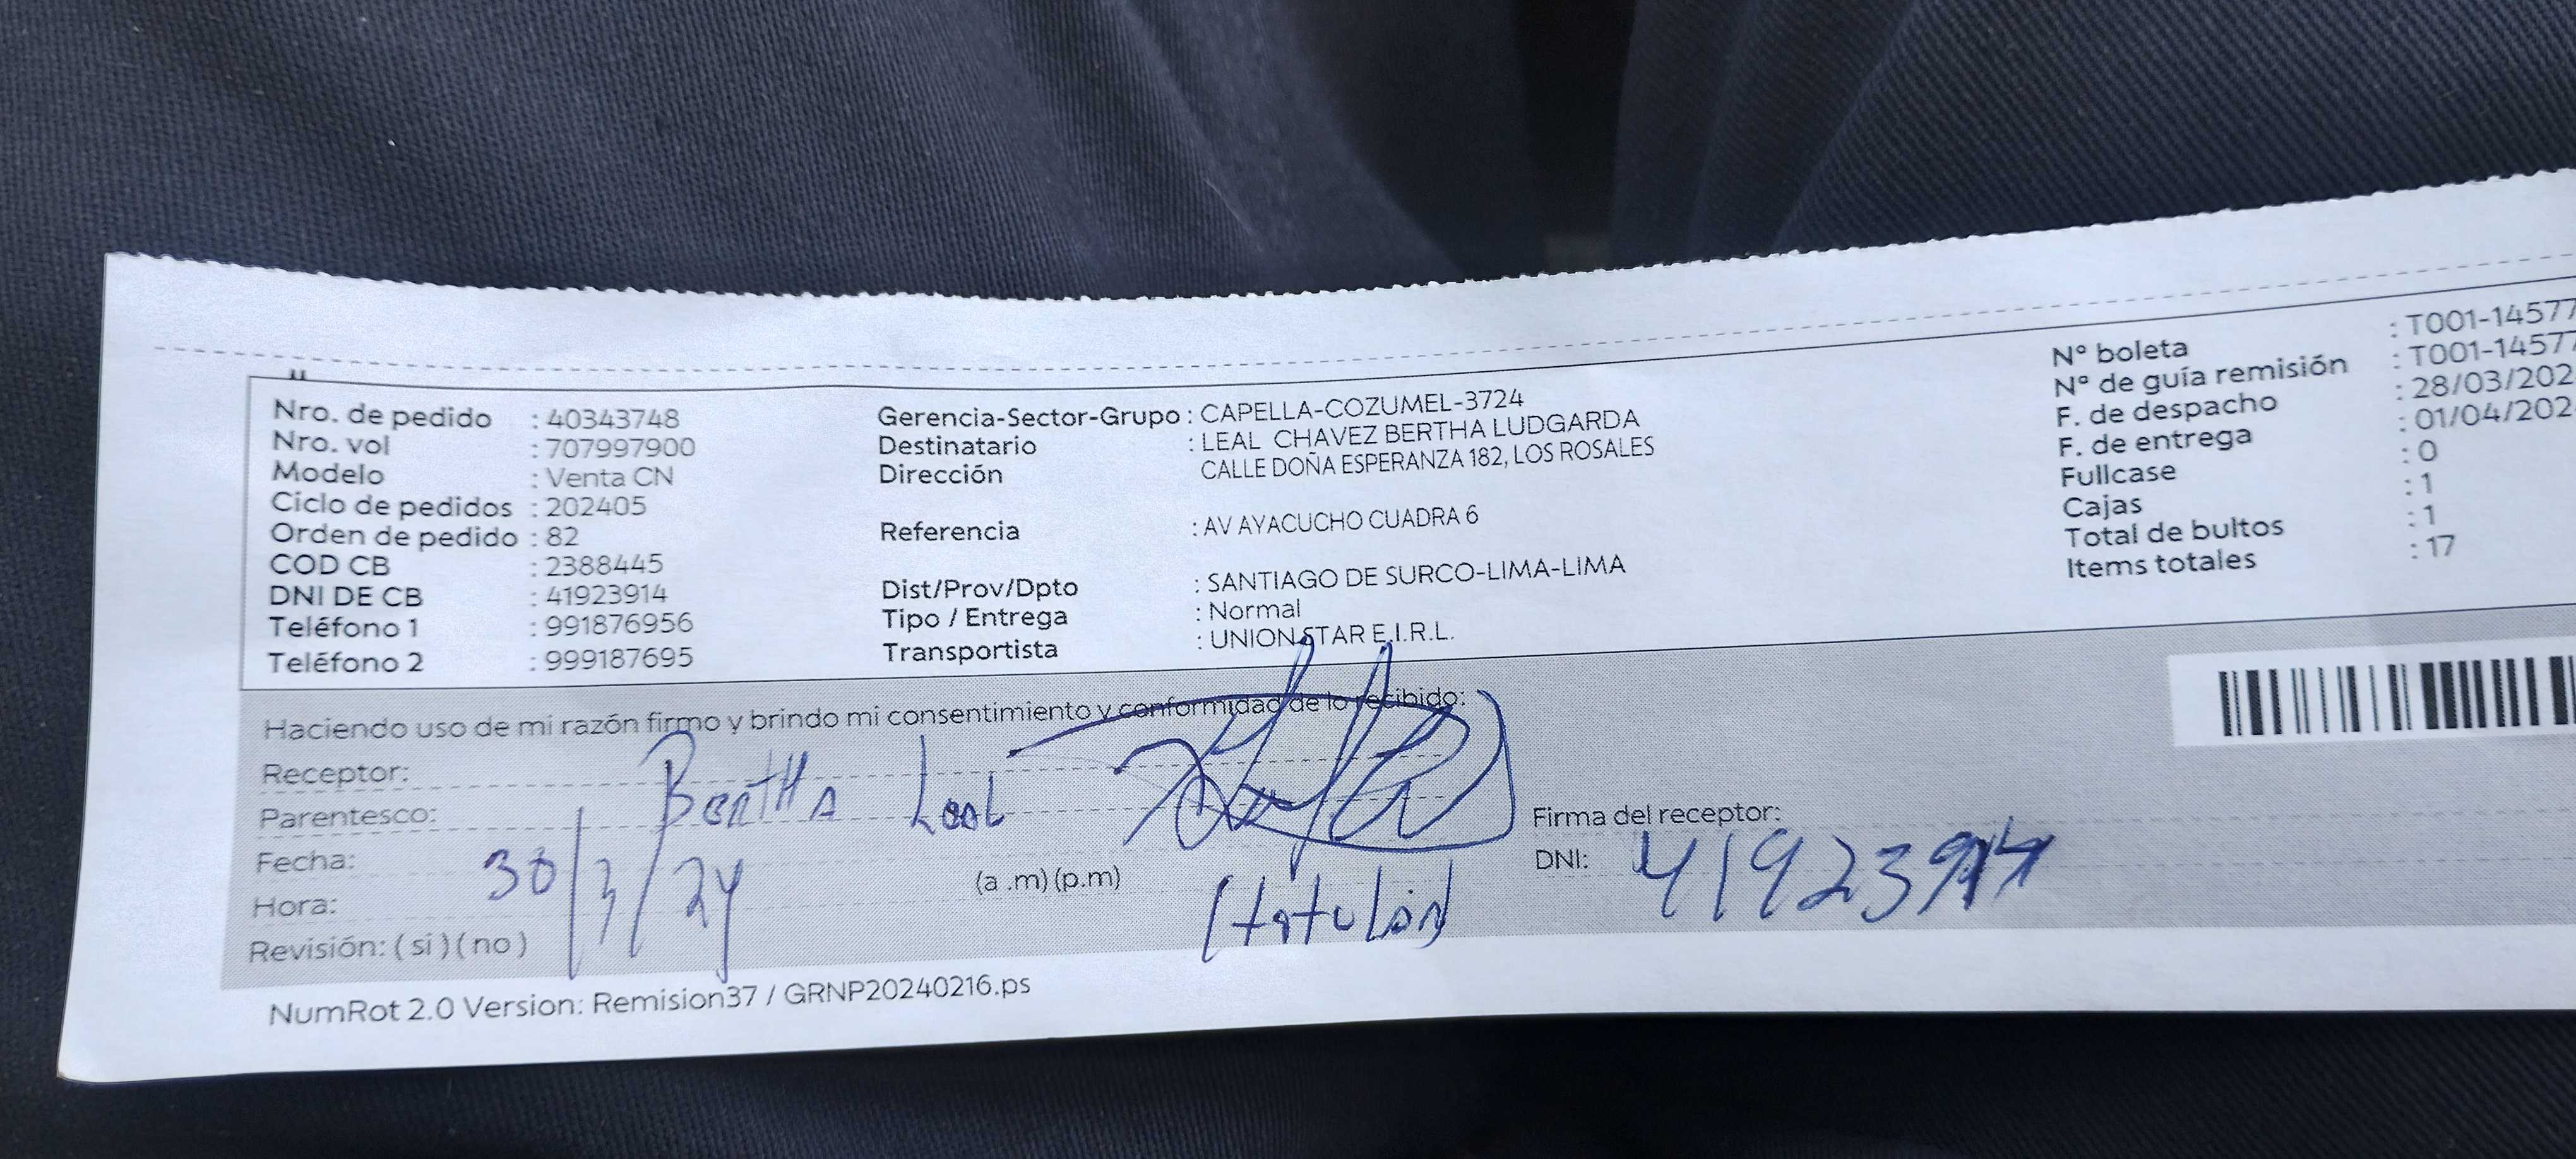 Nro. de pedido : 40343748
Nro. vol : 707997900
Modelo : Venta CN
Ciclo de pedidos : 202405
Orden de pedido : 82
COD CB : 2388445
DNI DE CB : 41923914
Teléfono 1 : 991876956
Teléfono 2 : 999187695
Gerencia-Sector-Grupo : CAPELLA-COZUMEL-3724
Destinatario : LEAL CHAVEZ BERTHA LUDGARDA
Dirección CALLE DOÑA ESPERANZA 182, LOS ROSALES
Referencia : AV AYACUCHO CUADRA 6
Dist/Prov/Dpto : SANTIAGO DE SURCO-LIMA-LIMA
Tipo / Entrega : Normal
Transportista : UNION STAR E.I.R.L.
N° boleta : T001-14577
N° de guía remisión : T001-14577
F. de despacho : 28/03/202
F. de entrega : 01/04/202
Fullcase : 0
Cajas : 1
Total de bultos : 1
Items totales : 17
Haciendo uso de mi razón firmo y brindo mi consentimiento y conformidad de lo recibido:
Receptor: BertHA Leal
Parentesco:
Fecha: 30/3/24
Hora: (a .m) (p.m)
Revisión: ( si ) ( no )
(titular)
Firma del receptor:
DNI: 41923914
NumRot 2.0 Version: Remision37 / GRNP20240216.ps